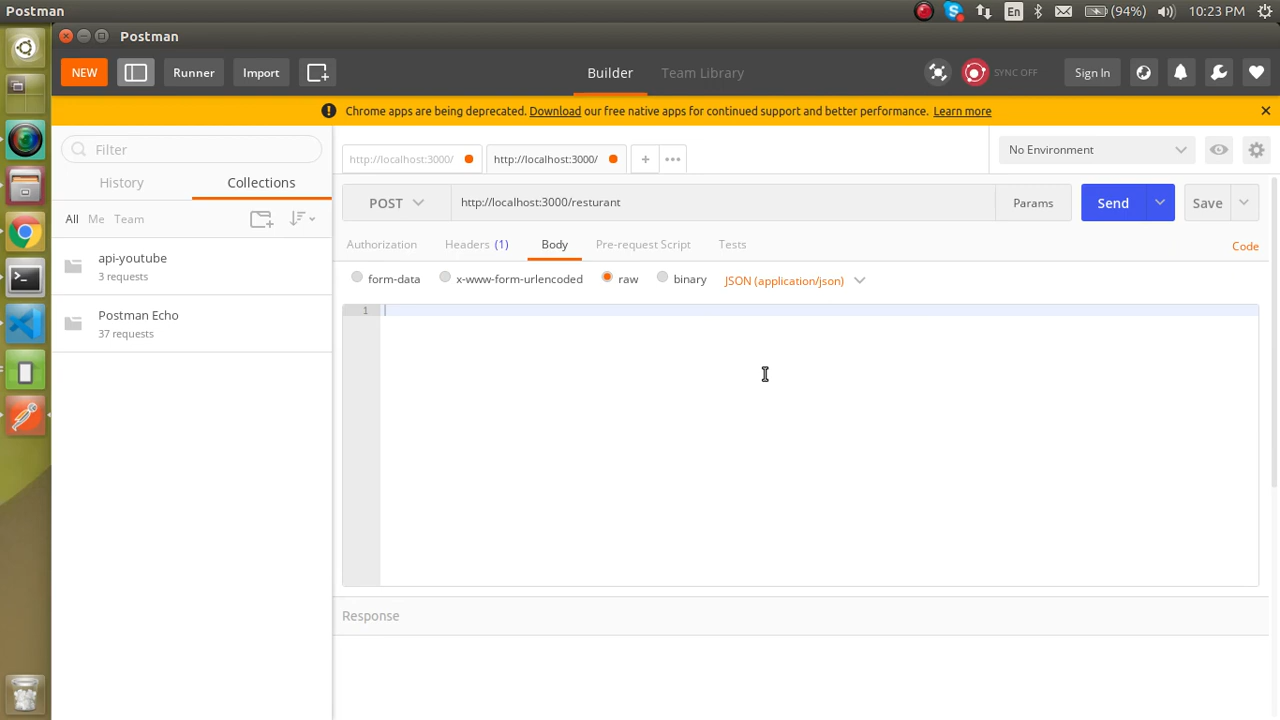 Postman
En
(94%)
10:23 PM
Postman
NEW
Runner
Import
Builder
Team Library
SYNC OFF
Sign In
Chrome apps are being deprecated. Download our free native apps for continued support and better performance. Learn more
Filter
History
Collections
All Me Team
api-youtube
3 requests
Postman Echo
37 requests
http://localhost:3000/
http://localhost:3000/
No Environment
POST
http://localhost:3000/resturant
Params
Send
Save
Authorization
Headers (1)
Body
Pre-request Script
Tests
Code
form-data
x-www-form-urlencoded
raw
binary
JSON (application/json)
1
Response